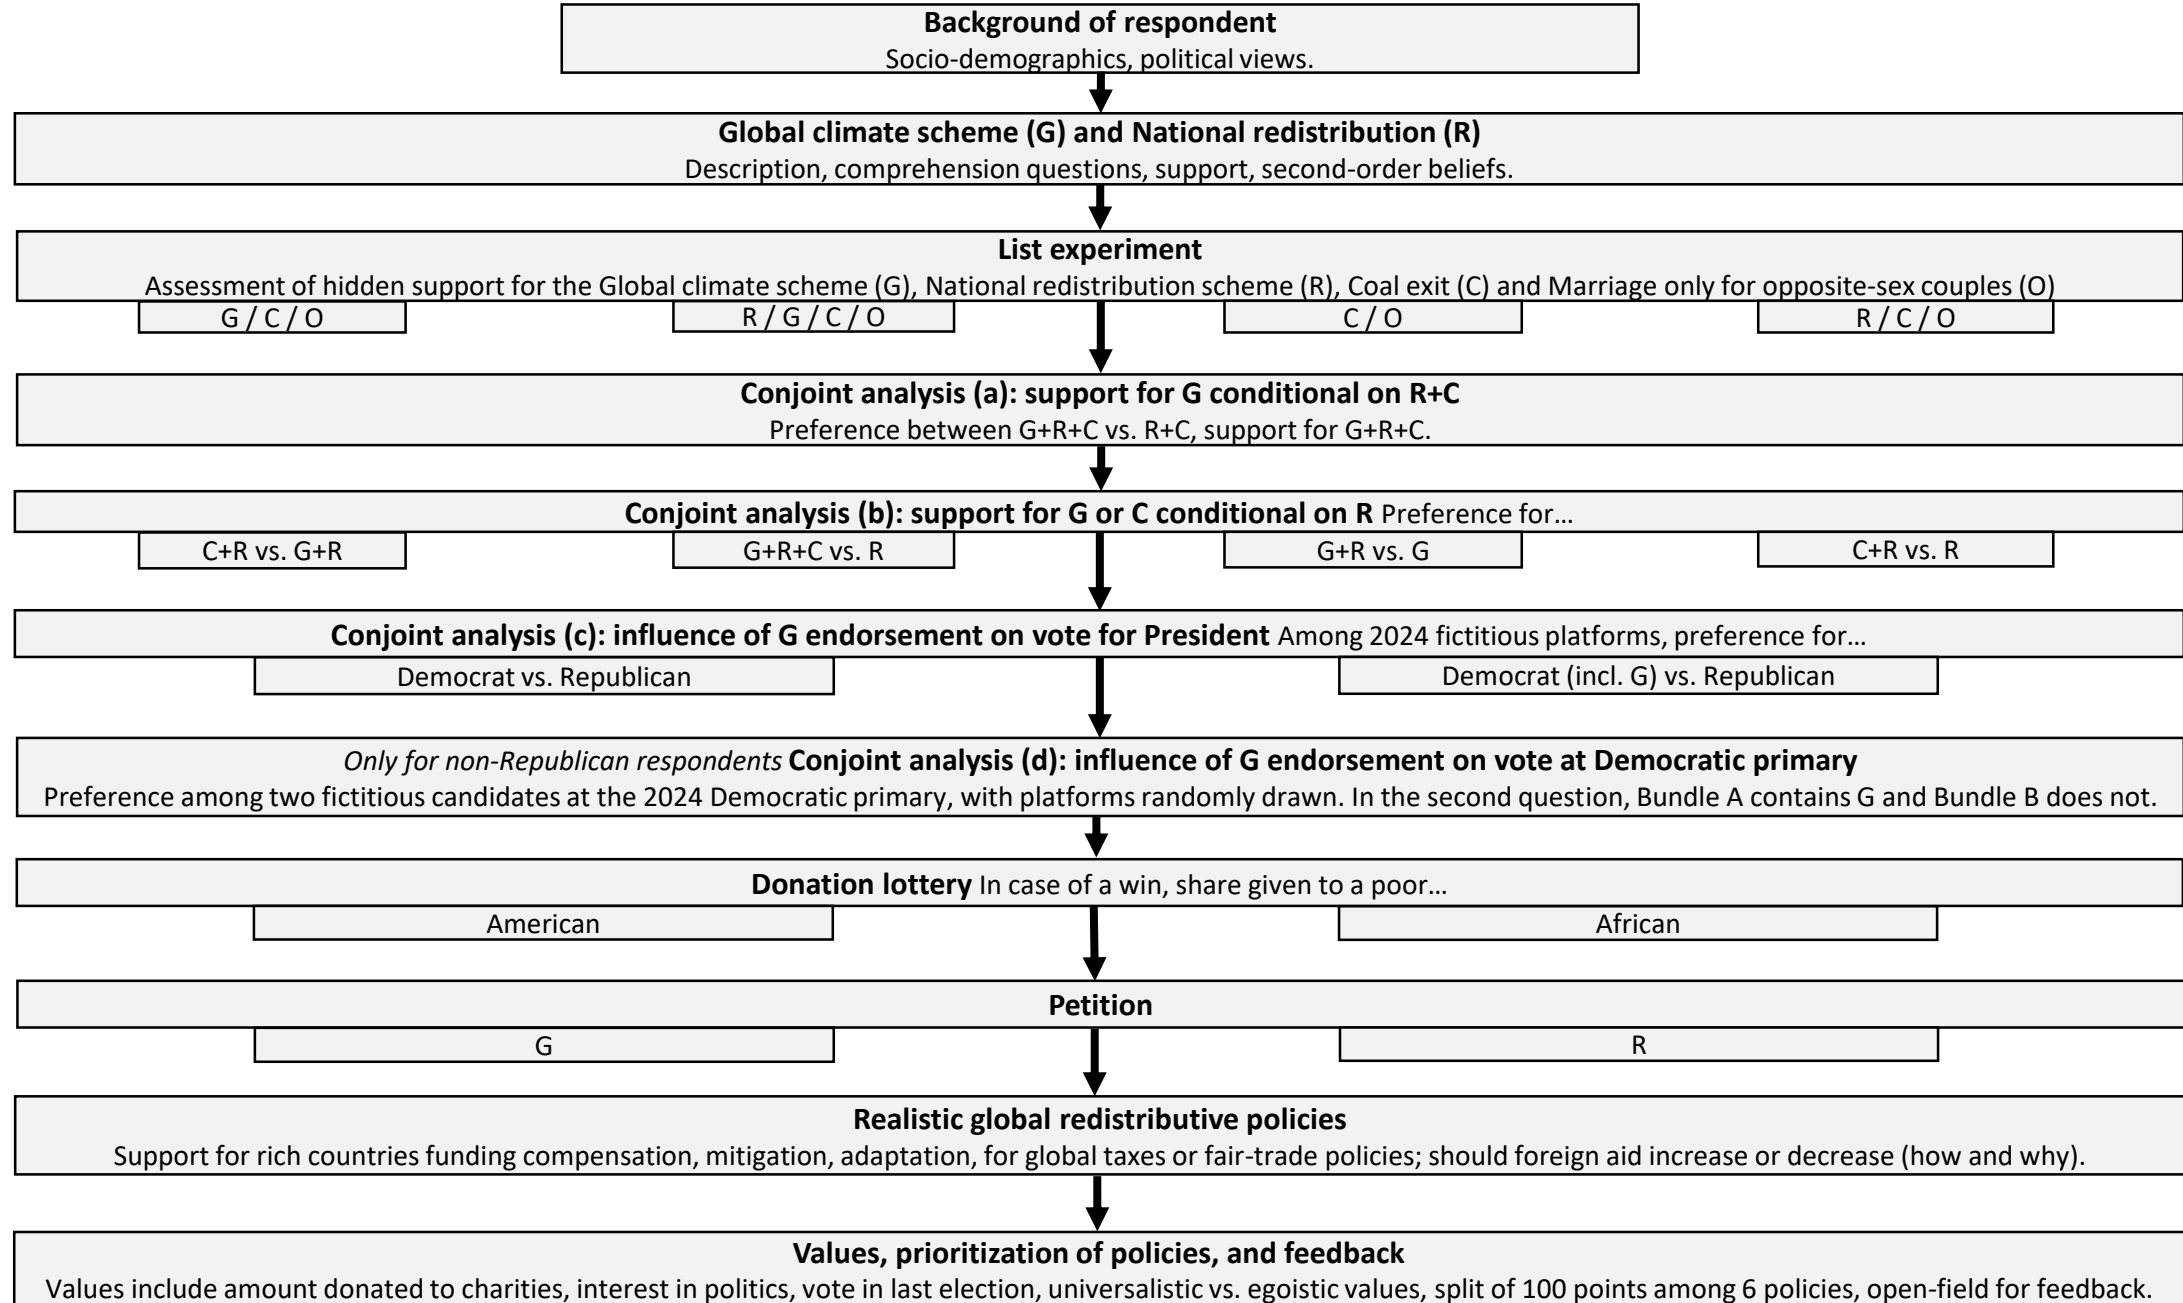 Background of respondent
Socio-demographics, political views.
Global climate scheme (G) and National redistribution (R)
Description, comprehension questions, support, second-order beliefs.
List experiment
Assessment of hidden support for the Global climate scheme (G), National redistribution scheme (R), Coal exit (C) and Marriage only for opposite-sex couples (O)
G / C / O
R / G / C / O
C / O
R / C / O
Conjoint analysis (a): support for G conditional on R+C
Preference between G+R+C vs. R+C, support for G+R+C.
Conjoint analysis (b): support for G or C conditional on R Preference for…
C+R vs. G+R
G+R+C vs. R
G+R vs. G
C+R vs. R
Conjoint analysis (c): influence of G endorsement on vote for President Among 2024 fictitious platforms, preference for…
Democrat vs. Republican
Democrat (incl. G) vs. Republican
Only for non-Republican respondents Conjoint analysis (d): influence of G endorsement on vote at Democratic primary
Preference among two fictitious candidates at the 2024 Democratic primary, with platforms randomly drawn. In the second question, Bundle A contains G and Bundle B does not.
Donation lottery In case of a win, share given to a poor…
American
African
Petition
G
R
Realistic global redistributive policies
Support for rich countries funding compensation, mitigation, adaptation, for global taxes or fair-trade policies; should foreign aid increase or decrease (how and why).
Values, prioritization of policies, and feedback
Values include amount donated to charities, interest in politics, vote in last election, universalistic vs. egoistic values, split of 100 points among 6 policies, open-field for feedback.